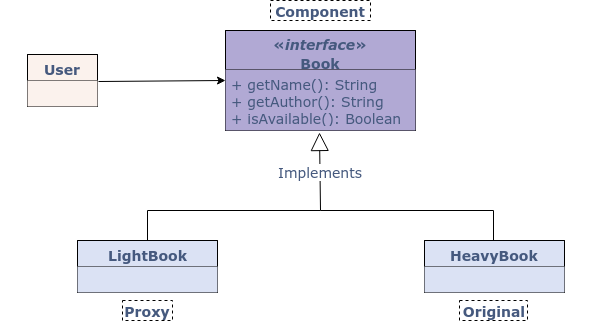 Component
«interface»
Book
User
+ getName(): String
+ getAuthor(): String
+ isAvailable(): Boolean
Implements
LightBook
HeavyBook
Proxy
Original